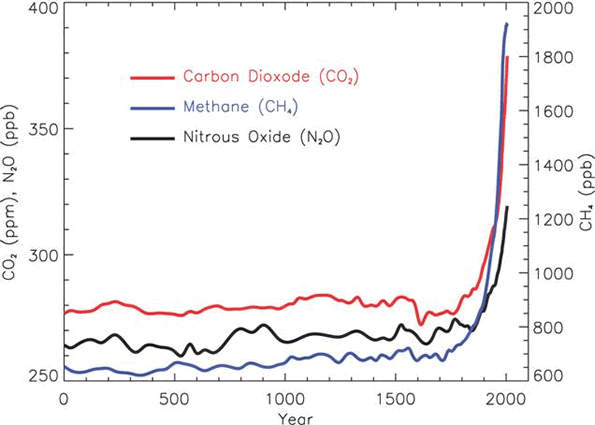 400
350
300
250
2000
1800
1600
1400
1200
1000
800
600
0
500
1000
1500
2000
Year
CO₂ (ppm), N₂O (ppb)
CH₄ (ppb)
Carbon Dioxode (CO₂)
Methane (CH₄)
Nitrous Oxide (N₂O)